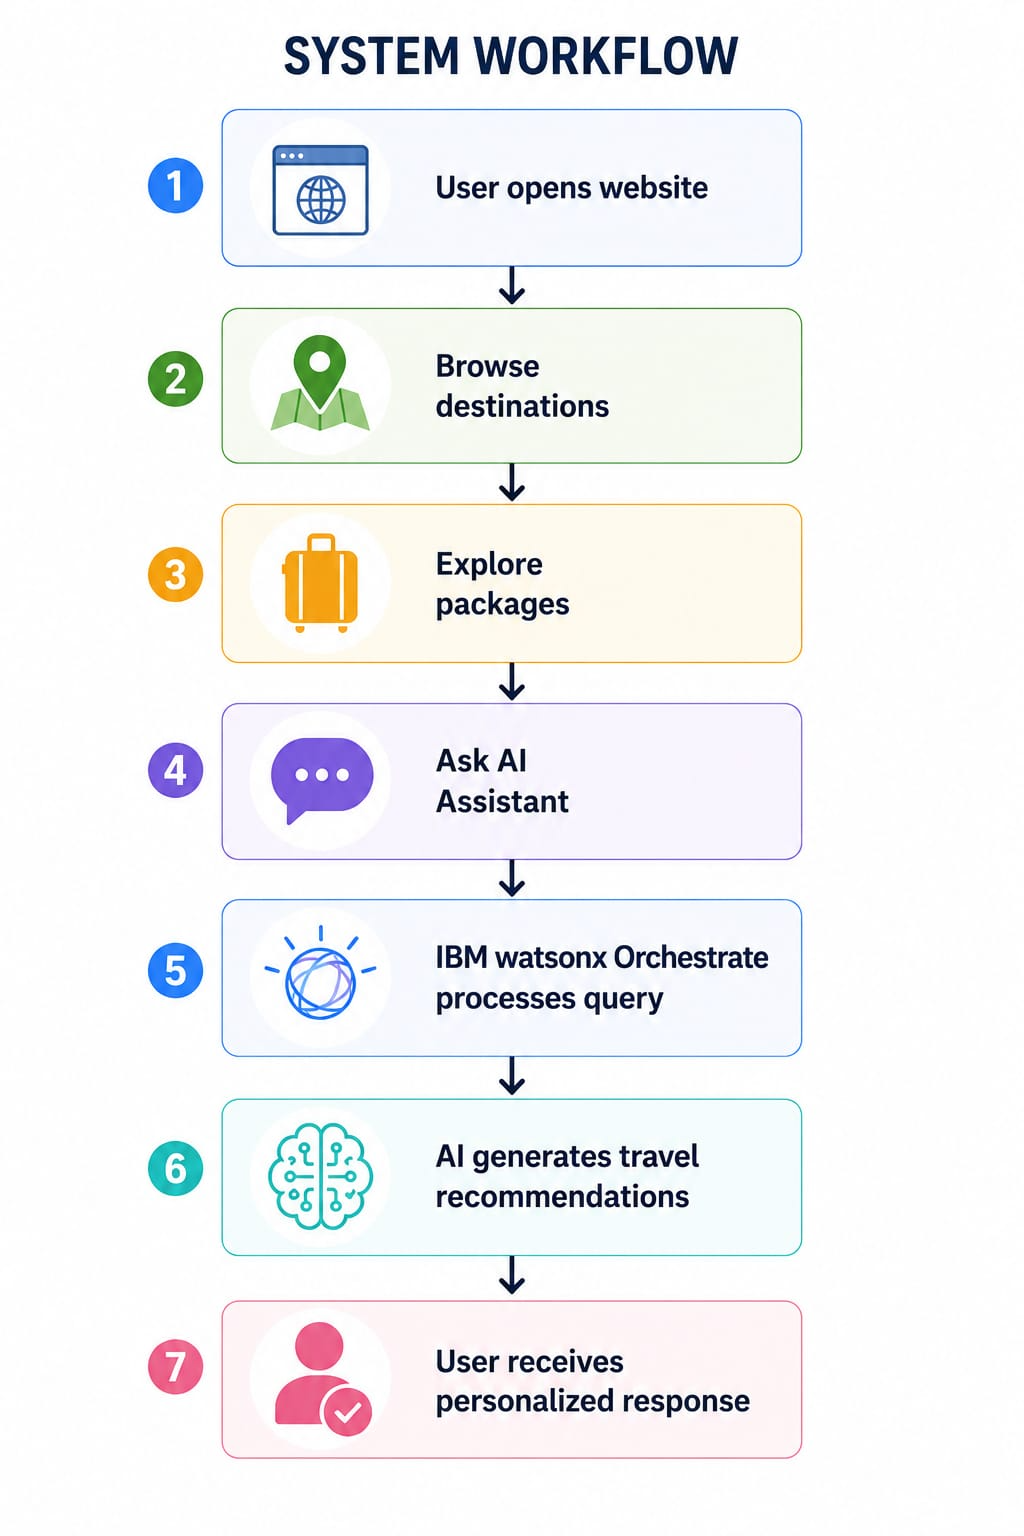 SYSTEM WORKFLOW
1
User opens website
2
Browse
destinations
3
Explore
packages
4
Ask AI
Assistant
5
IBM watsonx Orchestrate
processes query
6
AI generates travel
recommendations
7
User receives
personalized response